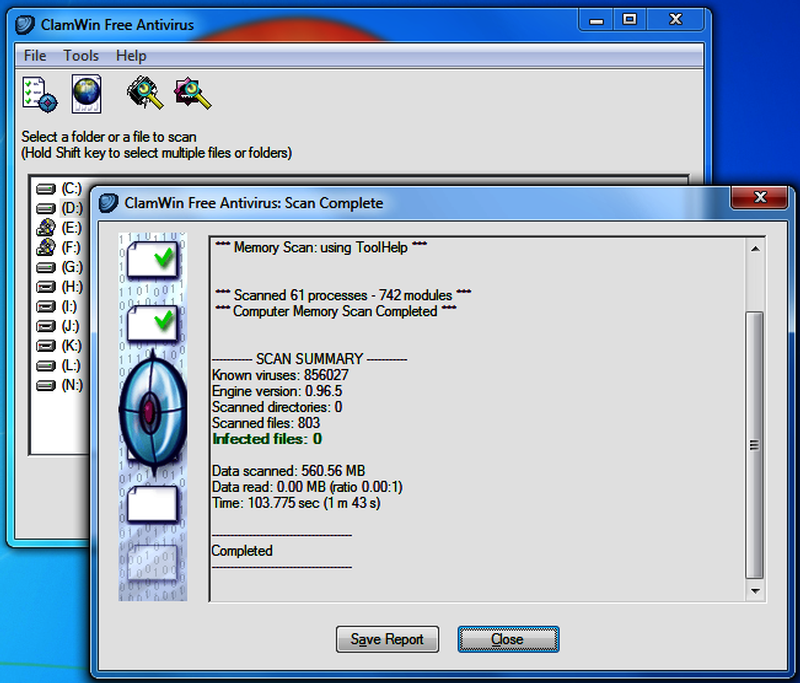 ClamWin Free Antivirus
File Tools Help
Select a folder or a file to scan
(Hold Shift key to select multiple files or folders)
(C:)
(D:)
(E:)
(F:)
(G:)
(H:)
(I:)
(J:)
(K:)
(L:)
(N:)
ClamWin Free Antivirus: Scan Complete
*** Memory Scan: using ToolHelp ***
*** Scanned 61 processes - 742 modules ***
*** Computer Memory Scan Completed ***
----------- SCAN SUMMARY -----------
Known viruses: 856027
Engine version: 0.96.5
Scanned directories: 0
Scanned files: 803
Infected files: 0
Data scanned: 560.56 MB
Data read: 0.00 MB (ratio 0.00:1)
Time: 103.775 sec (1 m 43 s)
--------------------------------------
Completed
--------------------------------------
Save Report
Close